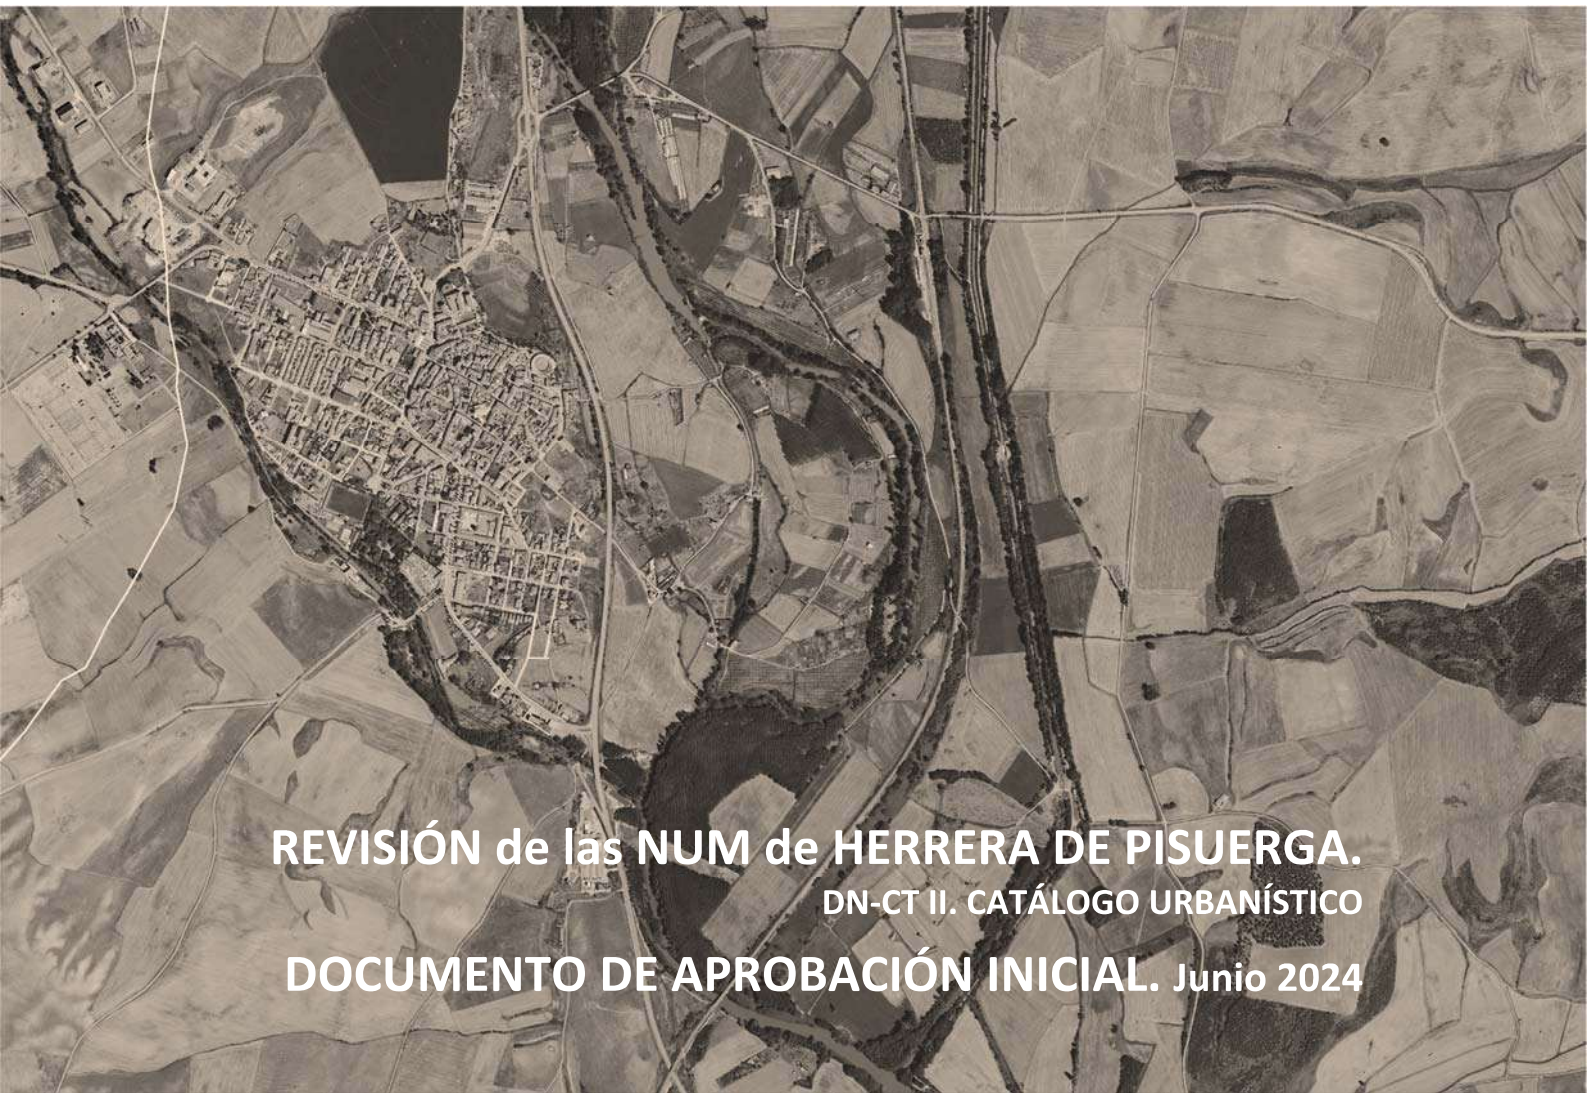 REVISIÓN de las NUM de HERRERA DE PISUERGA.
DN-CT II. CATÁLOGO URBANÍSTICO
DOCUMENTO DE APROBACIÓN INICIAL. Junio 2024